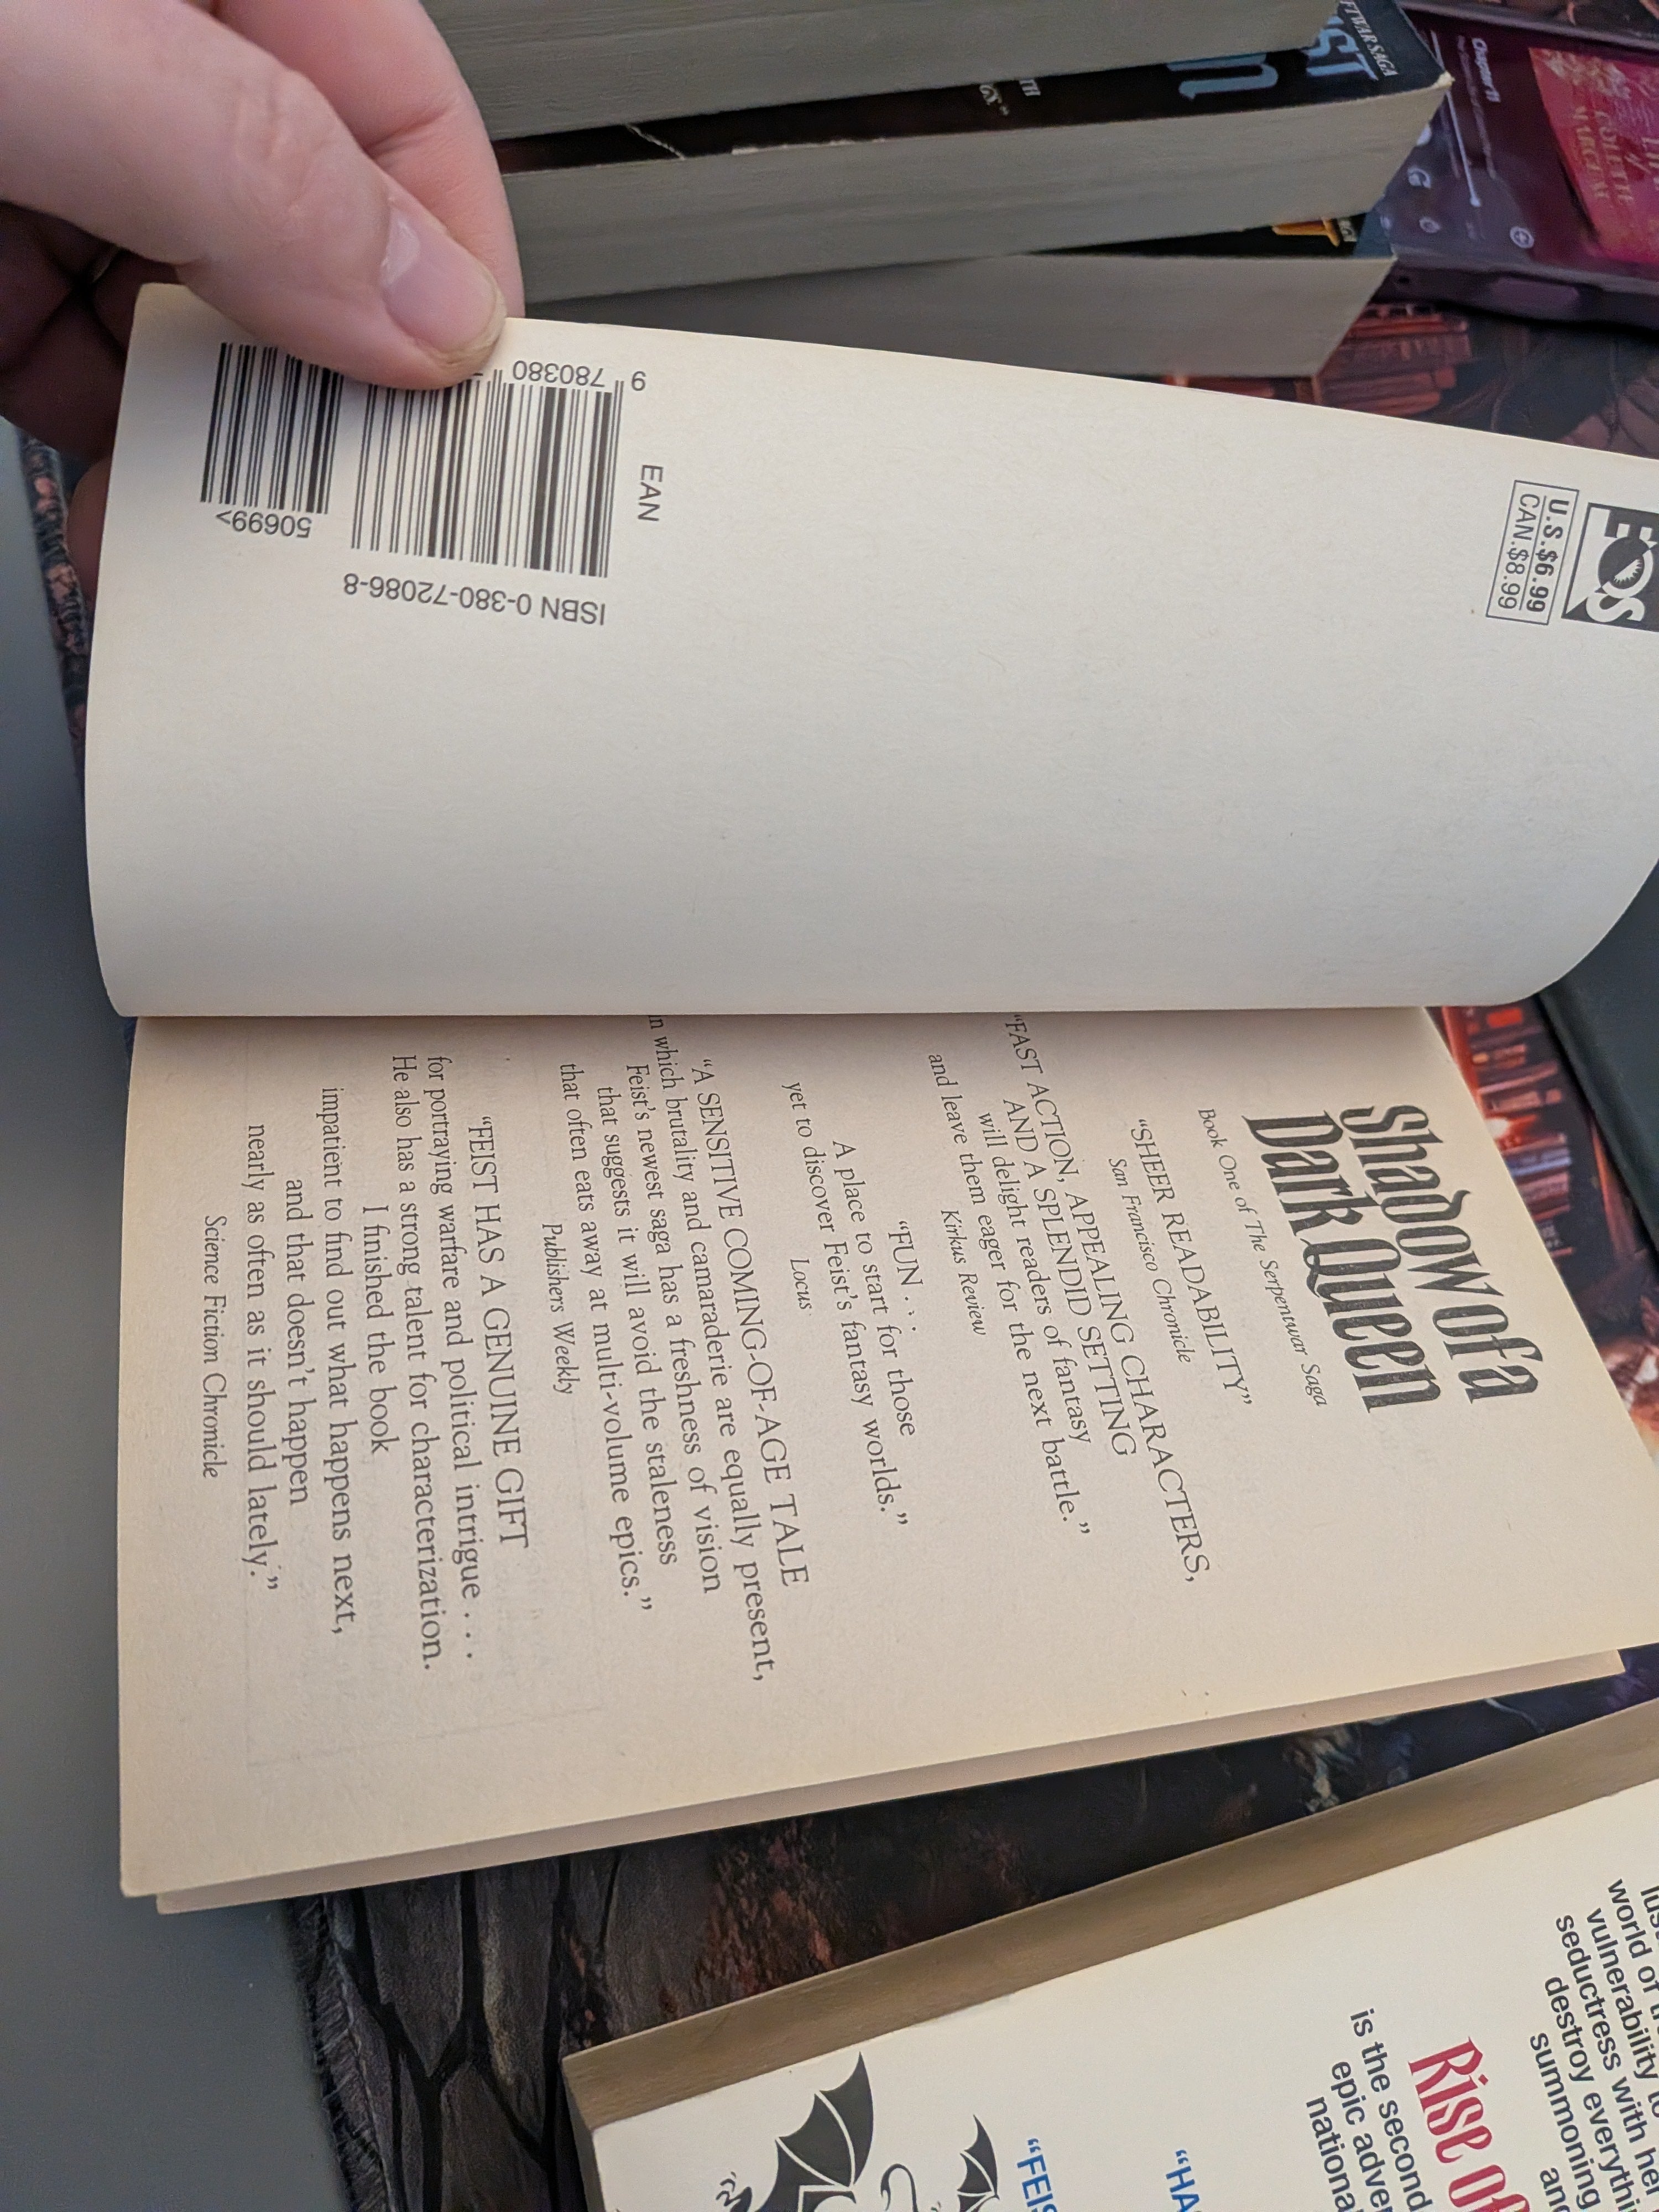 EOS
U.S.$6.99
CAN.$8.99
EAN
9 780380
ISBN 0-380-72086-8
50699>
Shadow of a
Dark Queen
Book One of The Serpentwar Saga
“SHEER READABILITY”
San Francisco Chronicle
“FAST ACTION, APPEALING CHARACTERS,
AND A SPLENDID SETTING
will delight readers of fantasy
and leave them eager for the next battle.”
Kirkus Review
“FUN . . .
A place to start for those
yet to discover Feist’s fantasy worlds.”
Locus
“A SENSITIVE COMING-OF-AGE TALE
in which brutality and camaraderie are equally present,
Feist’s newest saga has a freshness of vision
that suggests it will avoid the staleness
that often eats away at multi-volume epics.”
Publishers Weekly
“FEIST HAS A GENUINE GIFT
for portraying warfare and political intrigue . . .
He also has a strong talent for characterization.
I finished the book
impatient to find out what happens next,
and that doesn’t happen
nearly as often as it should lately.”
Science Fiction Chronicle
world of
vulnerability to
seductress with her
destroy
summoning
Rise of
is the second
epic
Chapter 11
COLETTE
MARCEAU